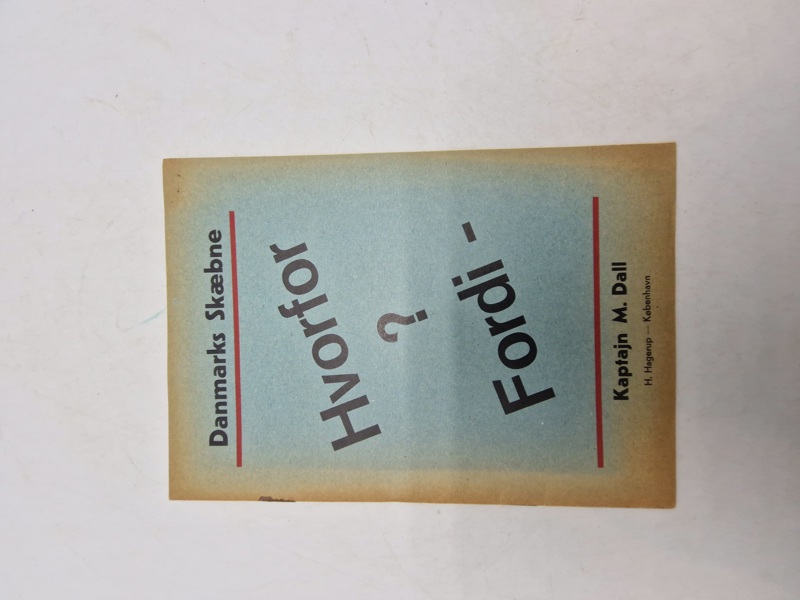 Danmarks Skæbne
Hvorfor
?
Fordi -
Kaptajn M. Dall
H. Hagerup — København